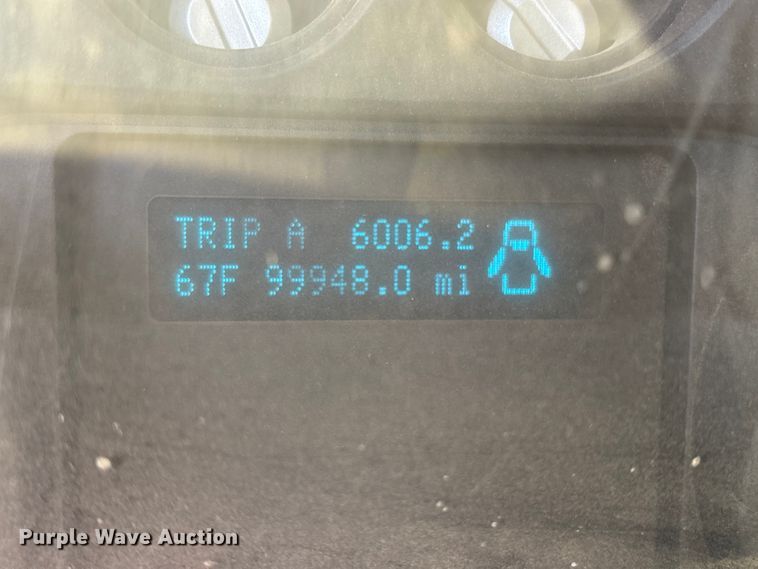 TRIP A 6006.2
67F 99948.0 mi
Purple Wave Auction